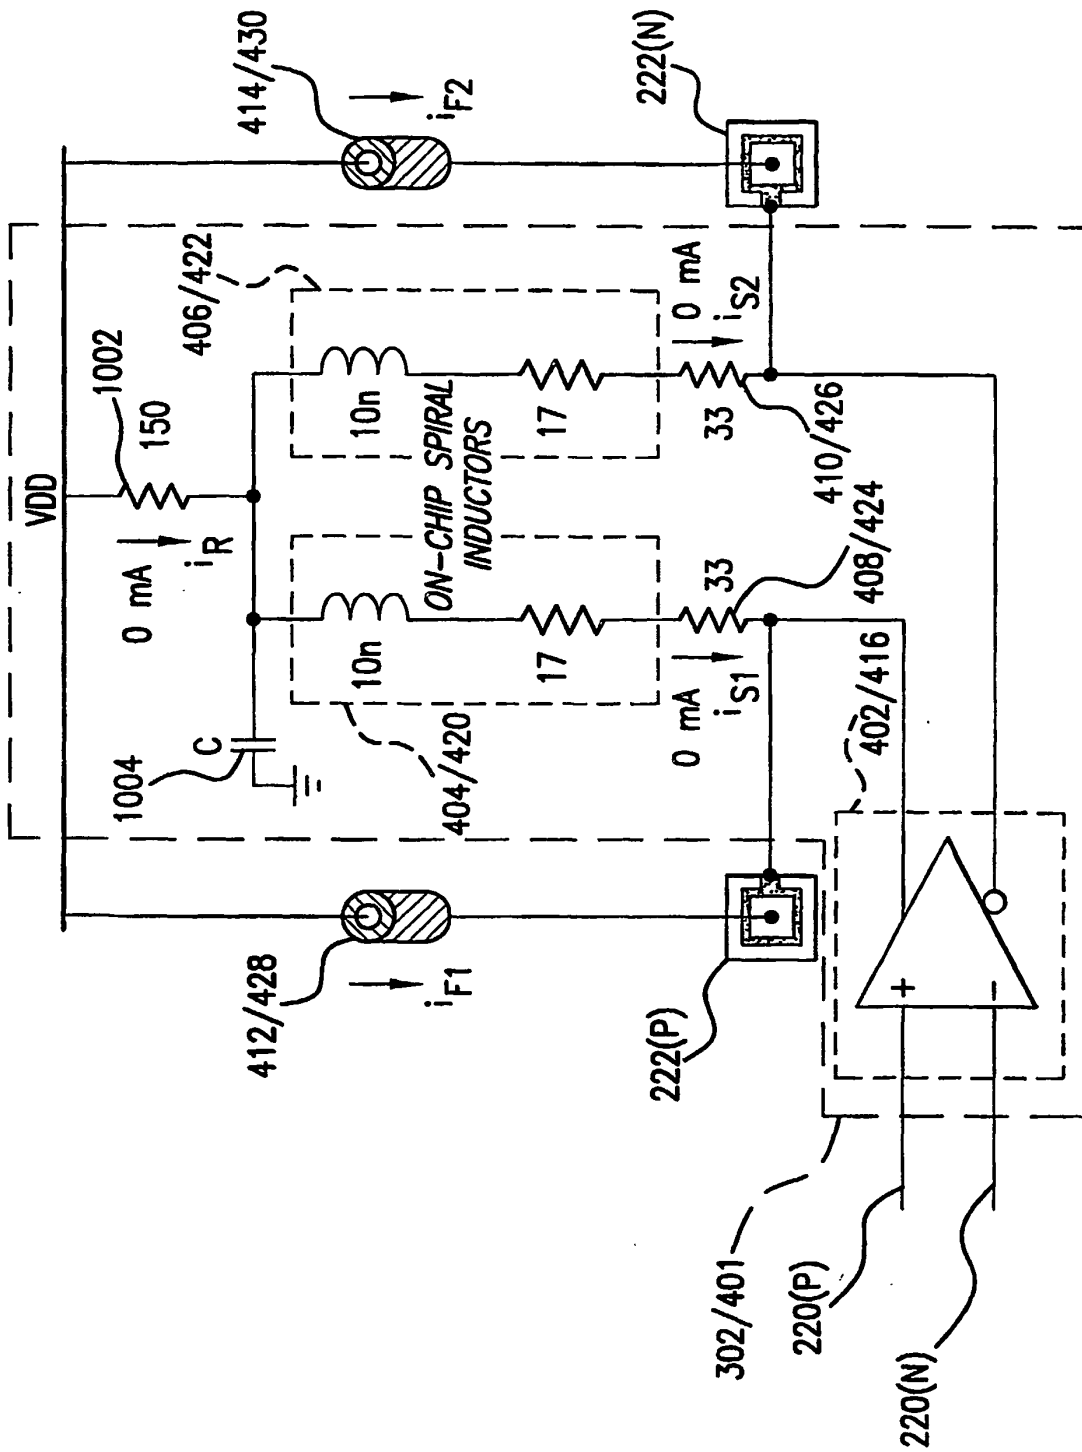 VDD
1002
150
0 mA
iR
1004
C
406/422
10n
17
10n
17
ON-CHIP SPIRAL
INDUCTORS
404/420
33
33
0 mA
iS1
0 mA
iS2
408/424
410/426
412/428
iF1
414/430
iF2
222(P)
222(N)
402/416
+
−
302/401
220(P)
220(N)